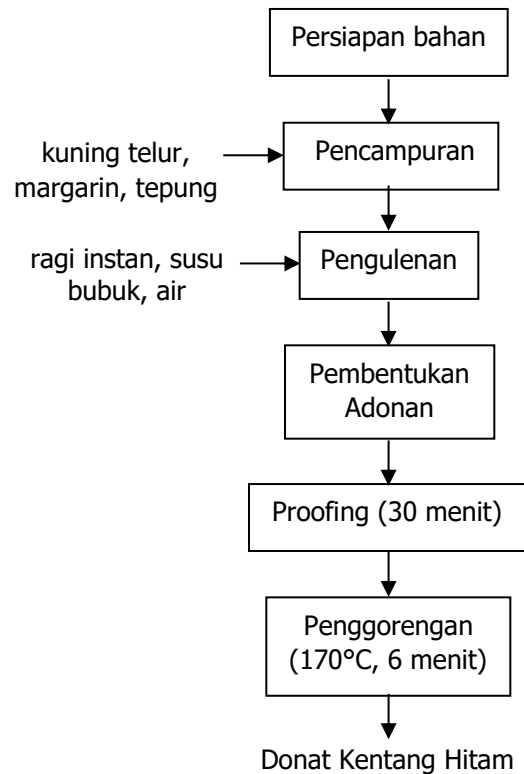 Persiapan bahan
kuning telur,
margarin, tepung
Pencampuran
ragi instan, susu
bubuk, air
Pengulenan
Pembentukan
Adonan
Proofing (30 menit)
Penggorengan
(170°C, 6 menit)
Donat Kentang Hitam